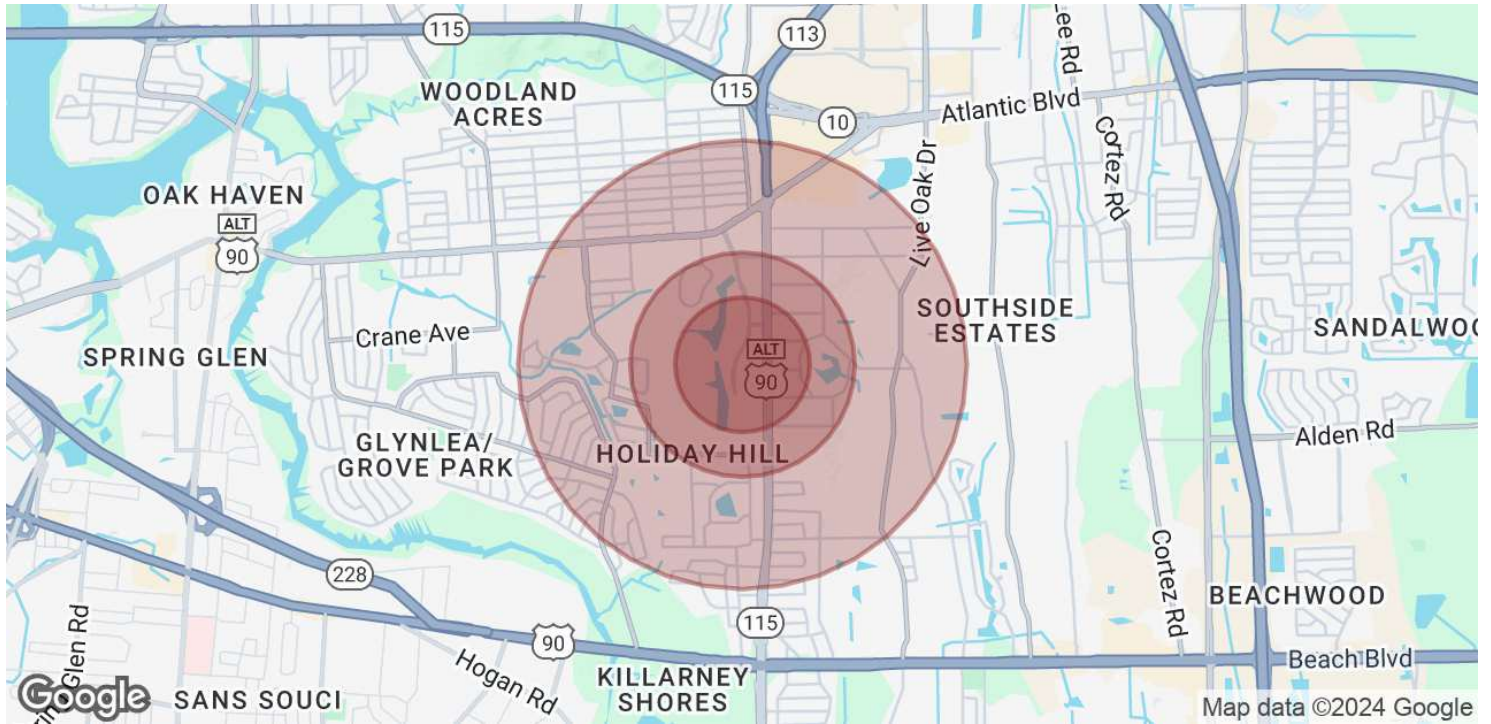 115
113
115
WOODLAND
ACRES
10
Atlantic Blvd
Lee Rd
Cortez Rd
Live Oak Dr
OAK HAVEN
ALT
90
Crane Ave
SPRING GLEN
SOUTHSIDE
ESTATES
SANDALWO
ALT
90
GLYNLEA/
GROVE PARK
HOLIDAY HILL
Alden Rd
228
Cortez Rd
BEACHWOOD
115
90
Beach Blvd
Hogan Rd
KILLARNEY
SHORES
Glen Rd
SANS SOUCI
Google
Map data ©2024 Google